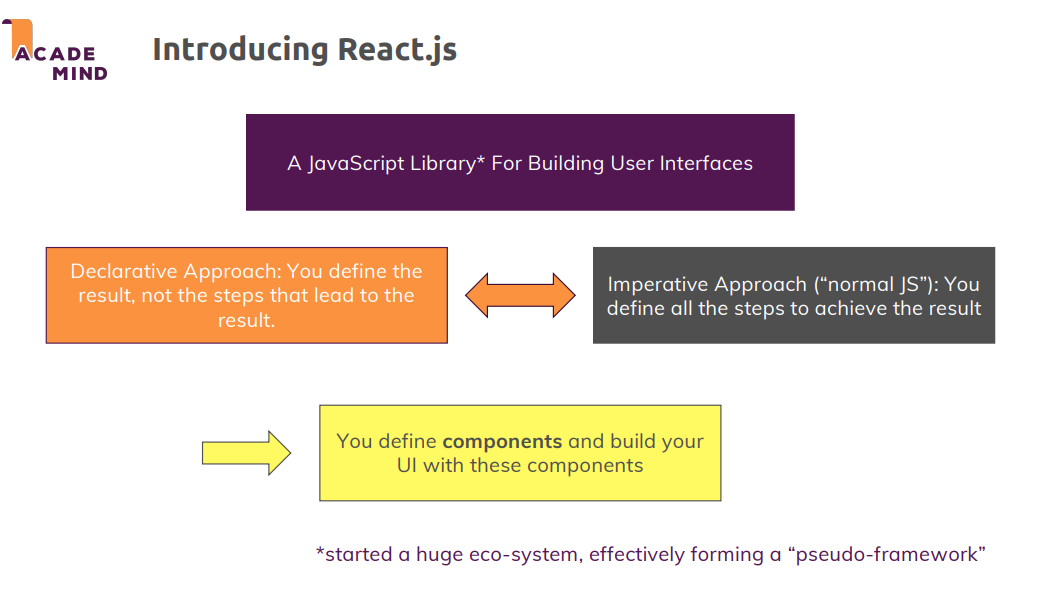 ACADE
MIND
Introducing React.js
A JavaScript Library* For Building User Interfaces
Declarative Approach: You define the
result, not the steps that lead to the
result.
Imperative Approach (“normal JS”): You
define all the steps to achieve the result
You define components and build your
UI with these components
*started a huge eco-system, effectively forming a “pseudo-framework”